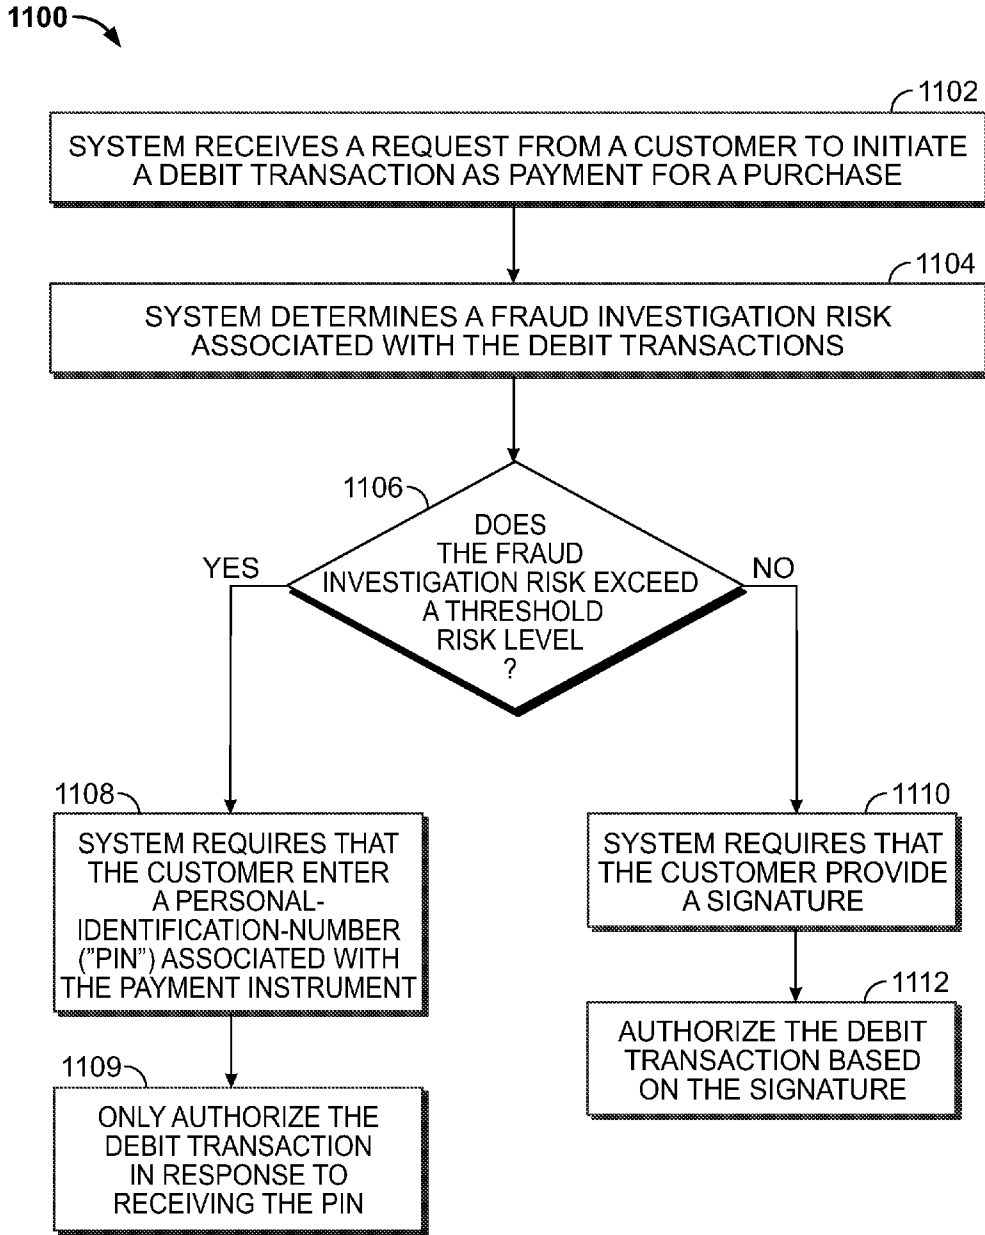 1100
1102
SYSTEM RECEIVES A REQUEST FROM A CUSTOMER TO INITIATE
A DEBIT TRANSACTION AS PAYMENT FOR A PURCHASE
1104
SYSTEM DETERMINES A FRAUD INVESTIGATION RISK
ASSOCIATED WITH THE DEBIT TRANSACTIONS
1106
DOES
THE FRAUD
INVESTIGATION RISK EXCEED
A THRESHOLD
RISK LEVEL
?
YES
NO
1108
SYSTEM REQUIRES THAT
THE CUSTOMER ENTER
A PERSONAL-
IDENTIFICATION-NUMBER
("PIN") ASSOCIATED WITH
THE PAYMENT INSTRUMENT
1109
ONLY AUTHORIZE THE
DEBIT TRANSACTION
IN RESPONSE TO
RECEIVING THE PIN
1110
SYSTEM REQUIRES THAT
THE CUSTOMER PROVIDE
A SIGNATURE
1112
AUTHORIZE THE DEBIT
TRANSACTION BASED
ON THE SIGNATURE